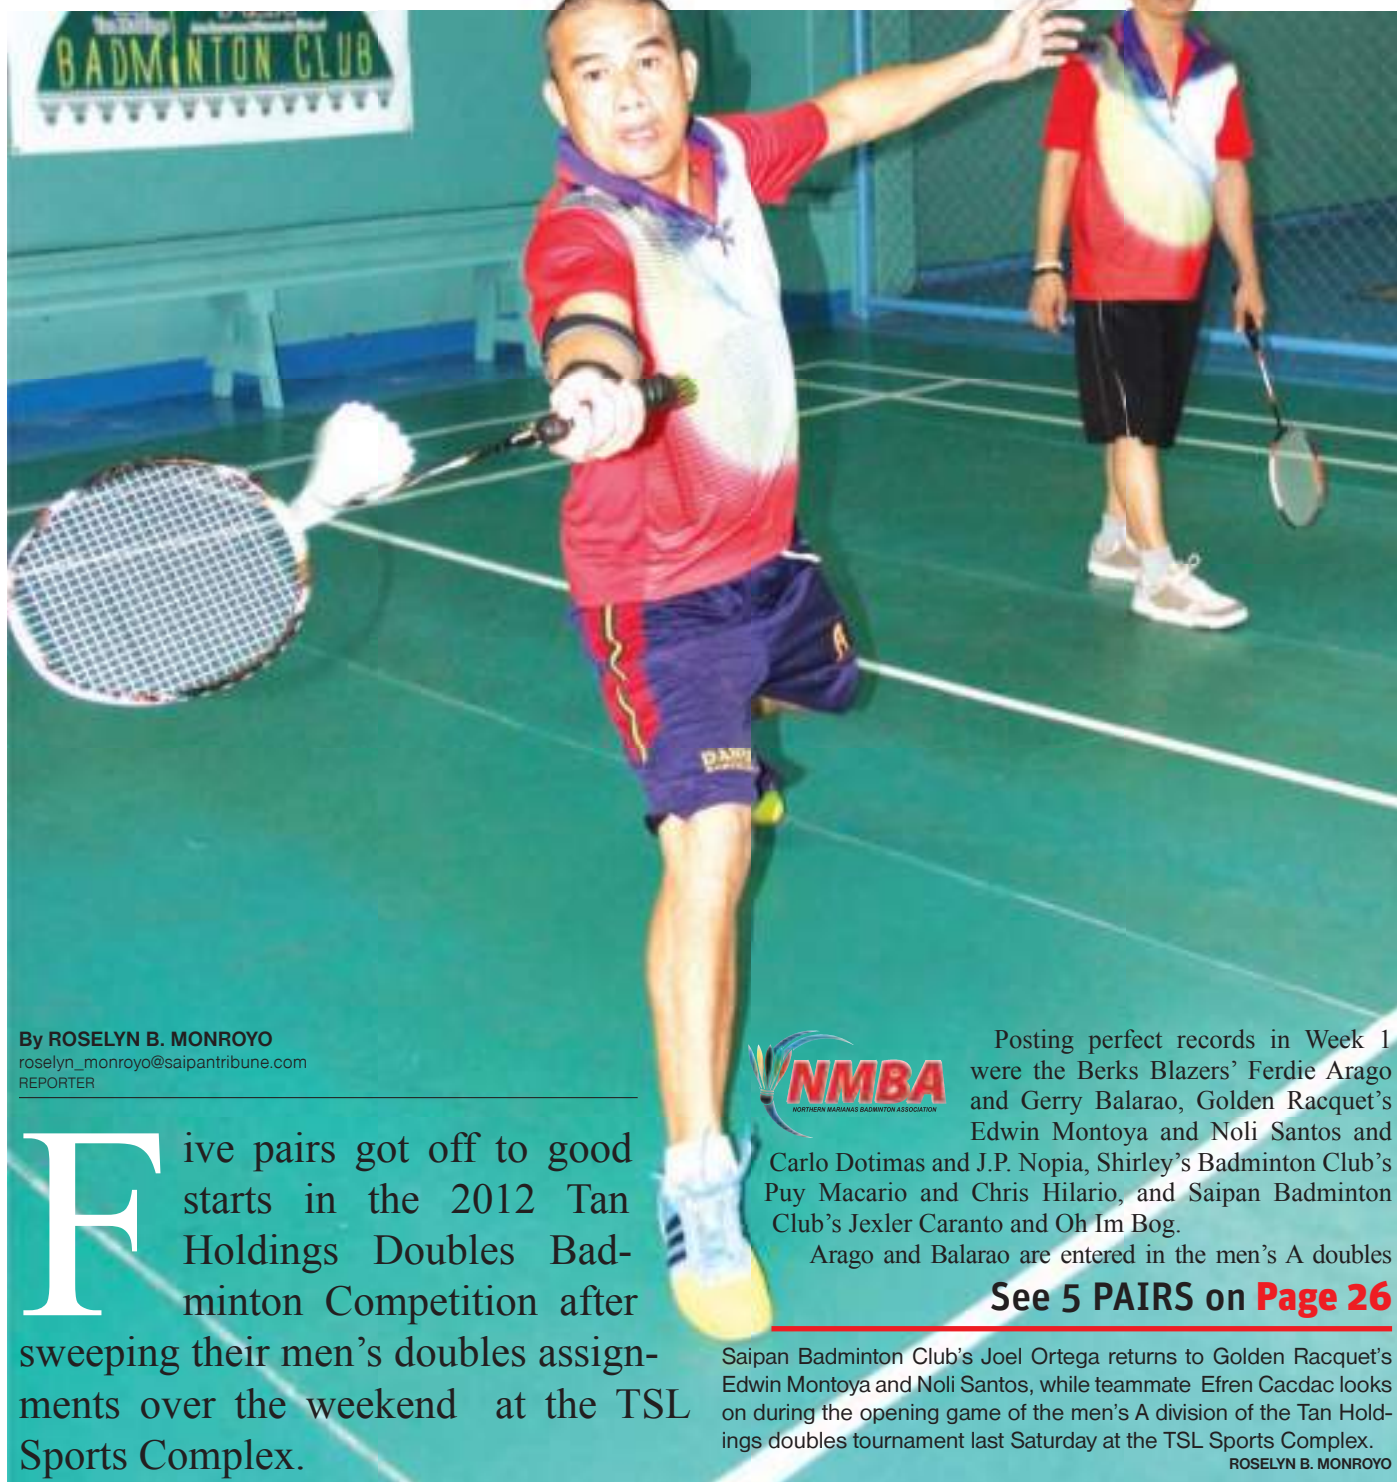 BADMINTON CLUB
DANI
By ROSELYN B. MONROYO
roselyn_monroyo@saipantribune.com
REPORTER
Five pairs got off to good
starts in the 2012 Tan
Holdings Doubles Bad-
minton Competition after
sweeping their men's doubles assign-
ments over the weekend at the TSL
Sports Complex.
NMBA
NORTHERN MARIANAS BADMINTON ASSOCIATION
Posting perfect records in Week 1
were the Berks Blazers' Ferdie Arago
and Gerry Balarao, Golden Racquet's
Edwin Montoya and Noli Santos and
Carlo Dotimas and J.P. Nopia, Shirley's Badminton Club's
Puy Macario and Chris Hilario, and Saipan Badminton
Club's Jexler Caranto and Oh Im Bog.
Arago and Balarao are entered in the men's A doubles
See 5 PAIRS on Page 26
Saipan Badminton Club's Joel Ortega returns to Golden Racquet's
Edwin Montoya and Noli Santos, while teammate Efren Cacdac looks
on during the opening game of the men's A division of the Tan Hold-
ings doubles tournament last Saturday at the TSL Sports Complex.
ROSELYN B. MONROYO